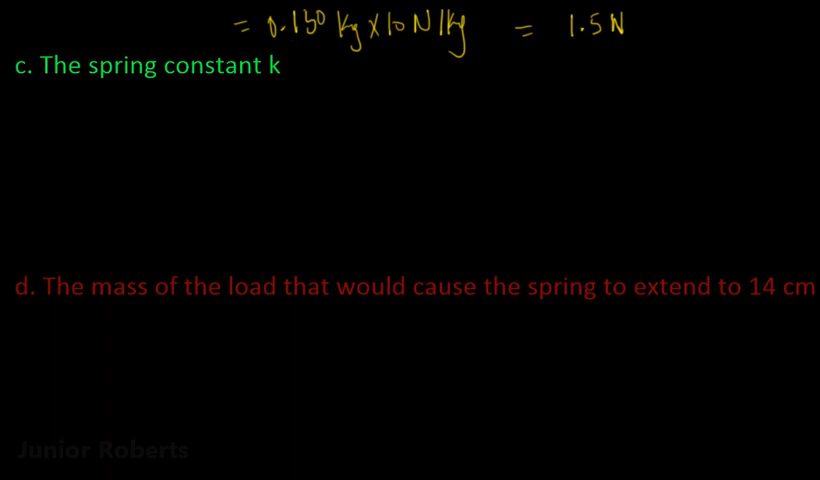 = 0.150 kg x 10 N/kg = 1.5 N
c. The spring constant k
d. The mass of the load that would cause the spring to extend to 14 cm
Junior Roberts